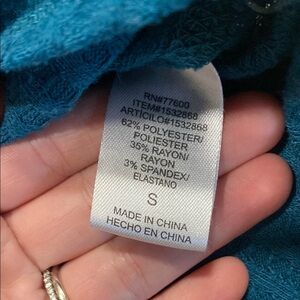 RN#77600
ITEM#1532868
ARTICILO#1532868
62% POLYESTER/
POLIESTER
35% RAYON/
RAYON
3% SPANDEX/
ELASTANO
S
MADE IN CHINA
HECHO EN CHINA